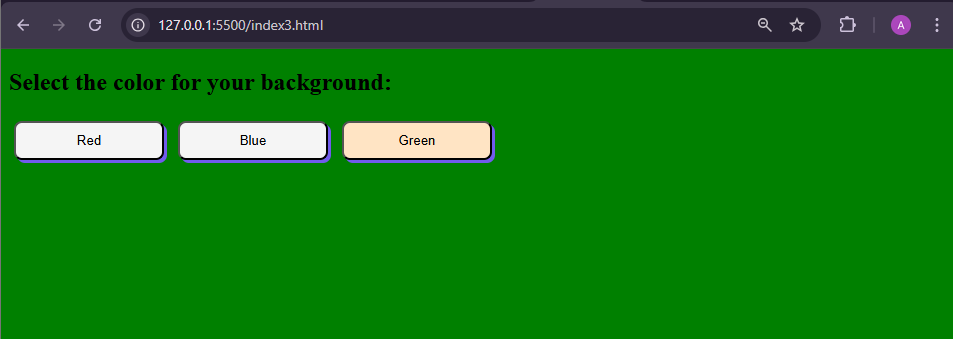 127.0.0.1:5500/index3.html
A
Select the color for your background:
Red Blue Green